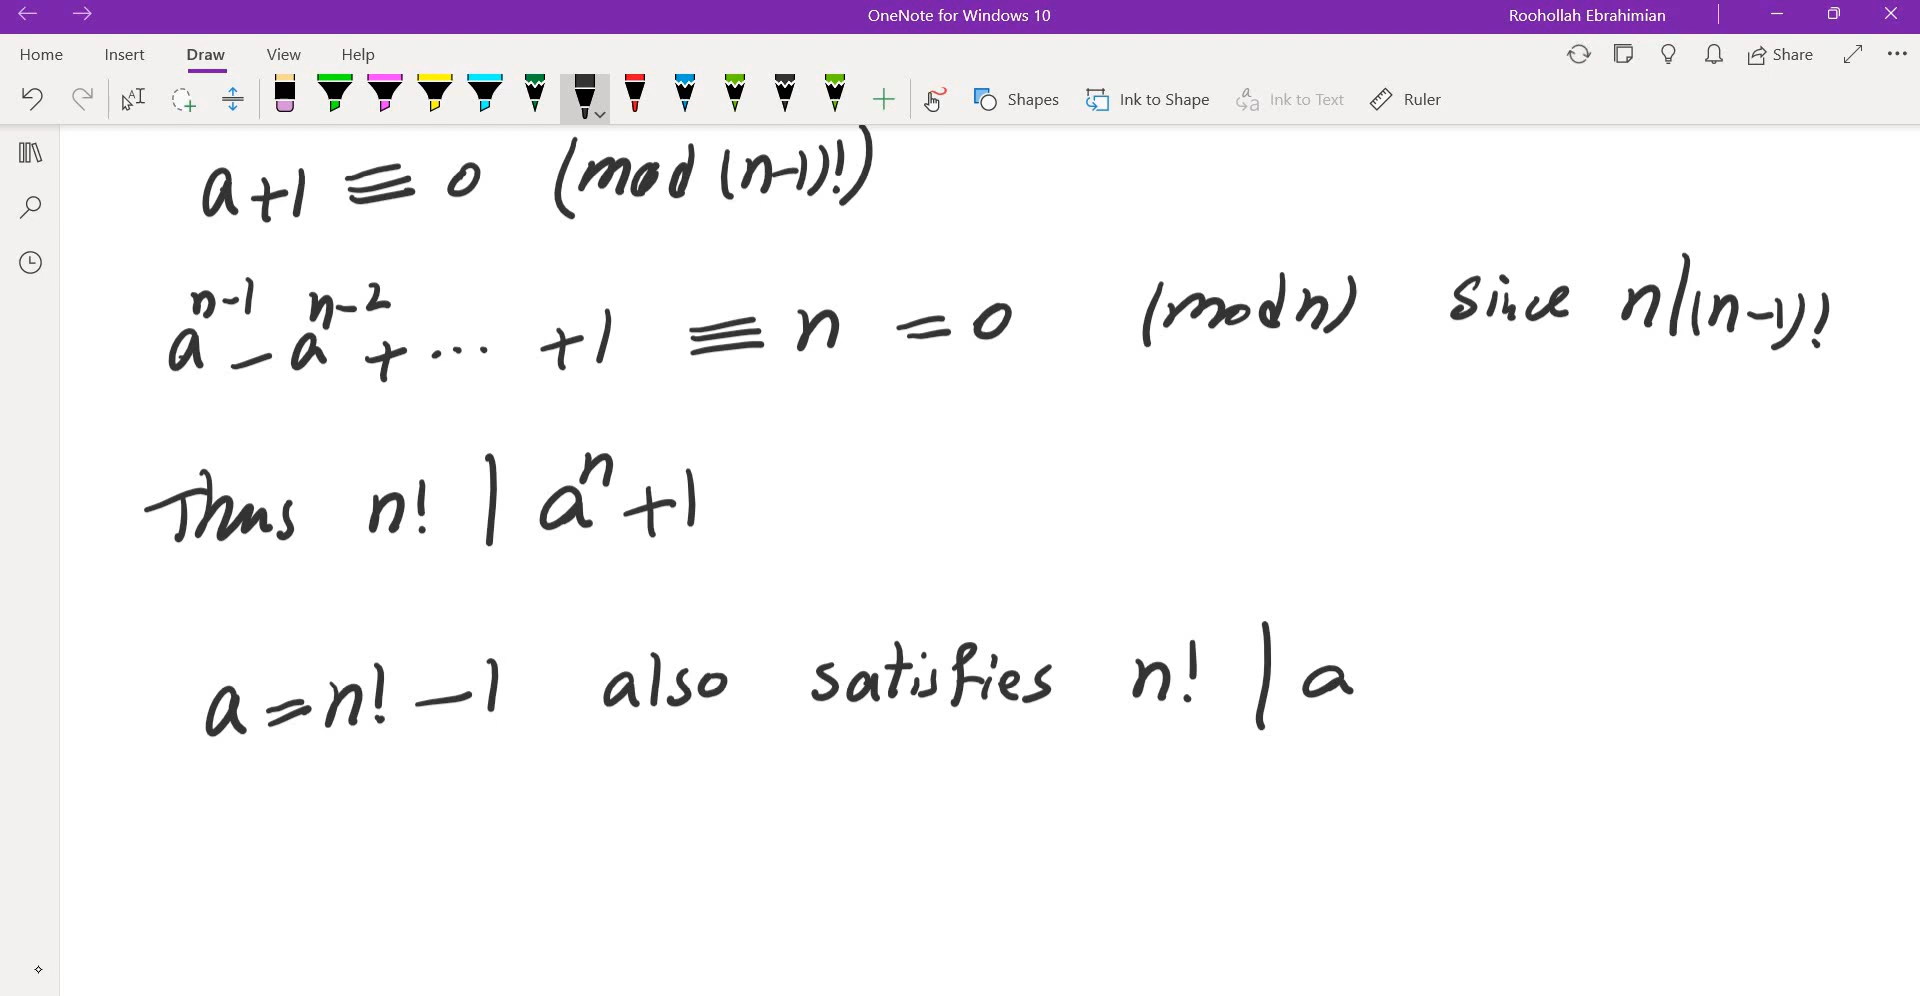 OneNote for Windows 10
Roohollah Ebrahimian
Home Insert Draw View Help
Share
Shapes Ink to Shape Ink to Text Ruler
a+1 ≡ 0 (mod (n-1)!)
a^{n-1} - a^{n-2} + ... + 1 ≡ n = 0 (mod n) since n|(n-1)!
Thus n! | a^n + 1
a = n! - 1 also satisfies n! | a